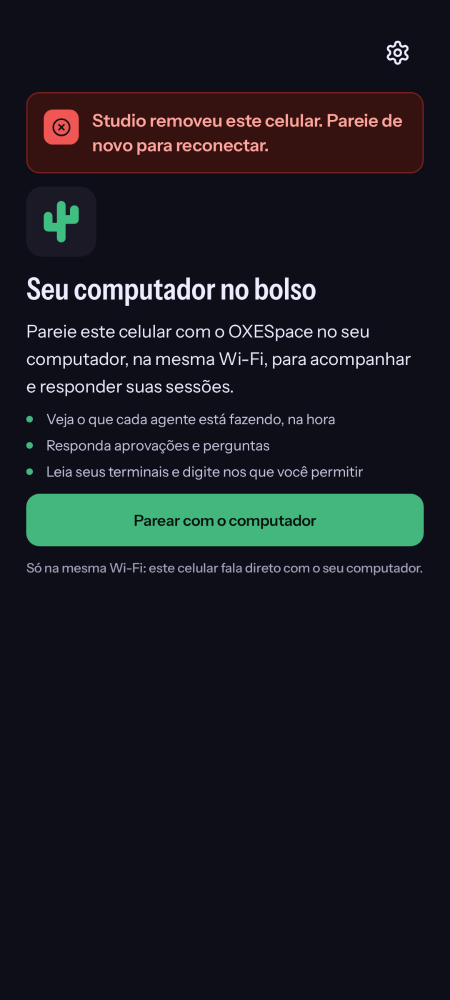 Studio removeu este celular. Pareie de
novo para reconectar.
Seu computador no bolso
Pareie este celular com o OXESpace no seu
computador, na mesma Wi-Fi, para acompanhar
e responder suas sessões.
Veja o que cada agente está fazendo, na hora
Responda aprovações e perguntas
Leia seus terminais e digite nos que você permitir
Parear com o computador
Só na mesma Wi-Fi: este celular fala direto com o seu computador.